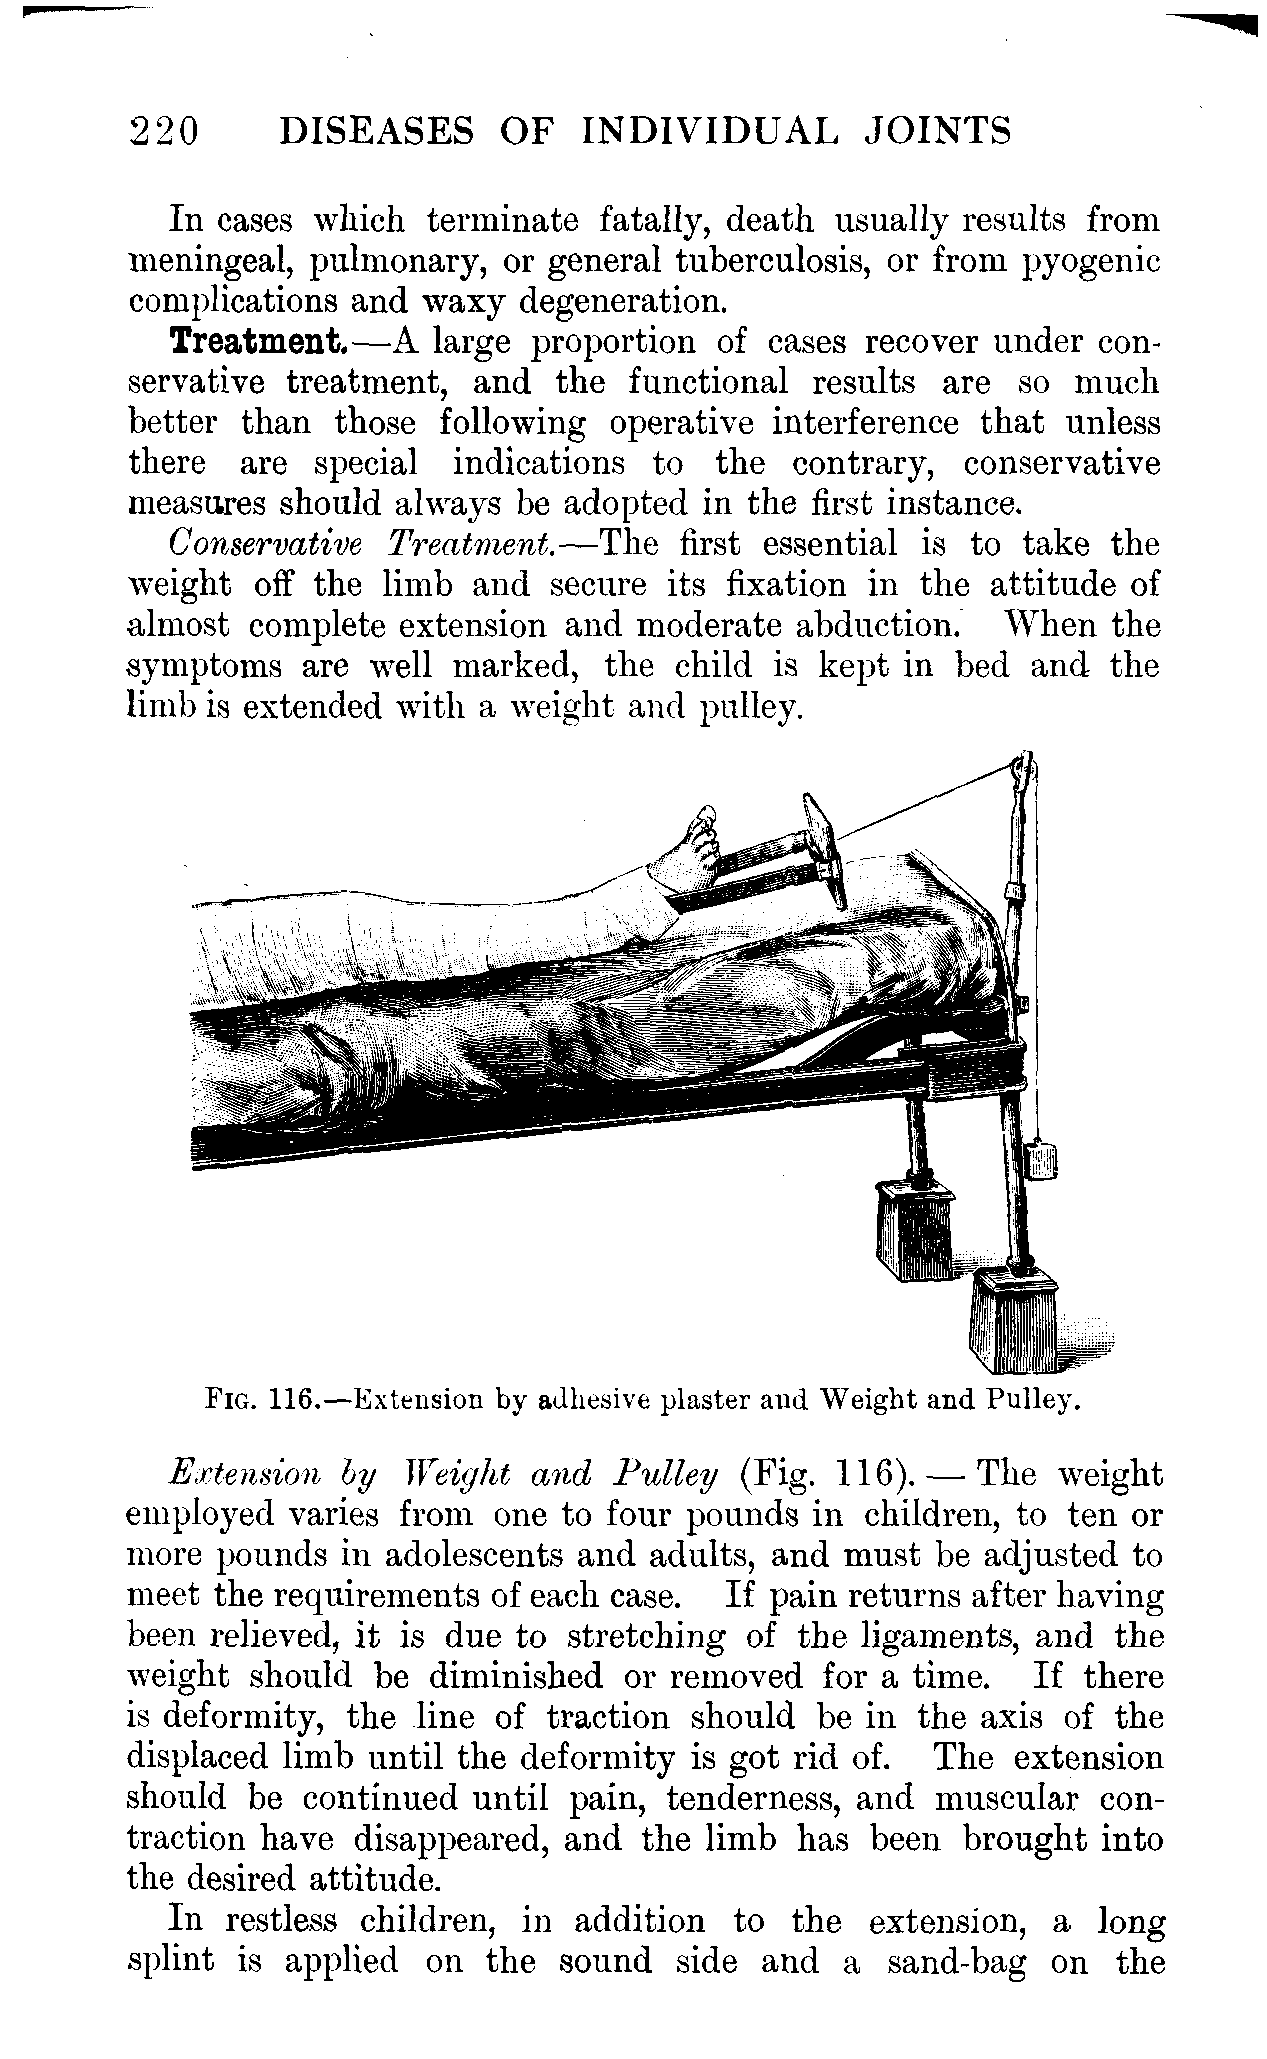 220 DISEASES OF INDIVIDUAL JOINTS
In cases which terminate fatally, death usually results from
meningeal, pulmonary, or general tuberculosis, or from pyogenic
complications and waxy degeneration.
Treatment.—A large proportion of cases recover under con-
servative treatment, and the functional results are so much
better than those following operative interference that unless
there are special indications to the contrary, conservative
measures should always be adopted in the first instance.
Conservative Treatment.—The first essential is to take the
weight off the limb and secure its fixation in the attitude of
almost complete extension and moderate abduction. When the
symptoms are well marked, the child is kept in bed and the
limb is extended with a weight and pulley.
FIG. 116.—Extension by adhesive plaster and Weight and Pulley.
Extension by Weight and Pulley (Fig. 116). — The weight
employed varies from one to four pounds in children, to ten or
more pounds in adolescents and adults, and must be adjusted to
meet the requirements of each case. If pain returns after having
been relieved, it is due to stretching of the ligaments, and the
weight should be diminished or removed for a time. If there
is deformity, the line of traction should be in the axis of the
displaced limb until the deformity is got rid of. The extension
should be continued until pain, tenderness, and muscular con-
traction have disappeared, and the limb has been brought into
the desired attitude.
In restless children, in addition to the extension, a long
splint is applied on the sound side and a sand-bag on the